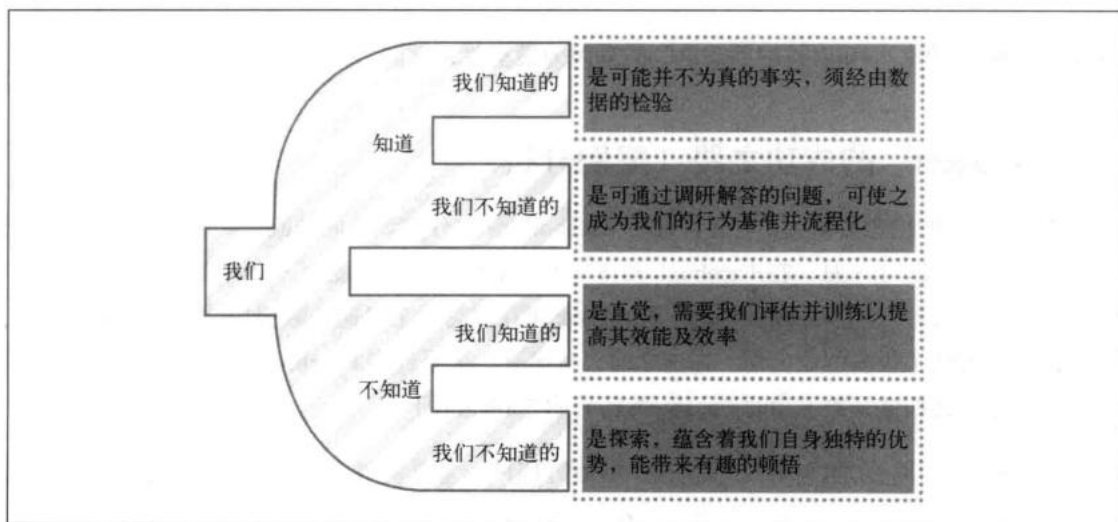 我们知道的
是可能并不为真的事实，须经由数
据的检验
知道
我们不知道的
是可通过调研解答的问题，可使之
成为我们的行为基准并流程化
我们
我们知道的
是直觉，需要我们评估并训练以提
高其效能及效率
不知道
我们不知道的
是探索，蕴含着我们自身独特的优
势，能带来有趣的顿悟